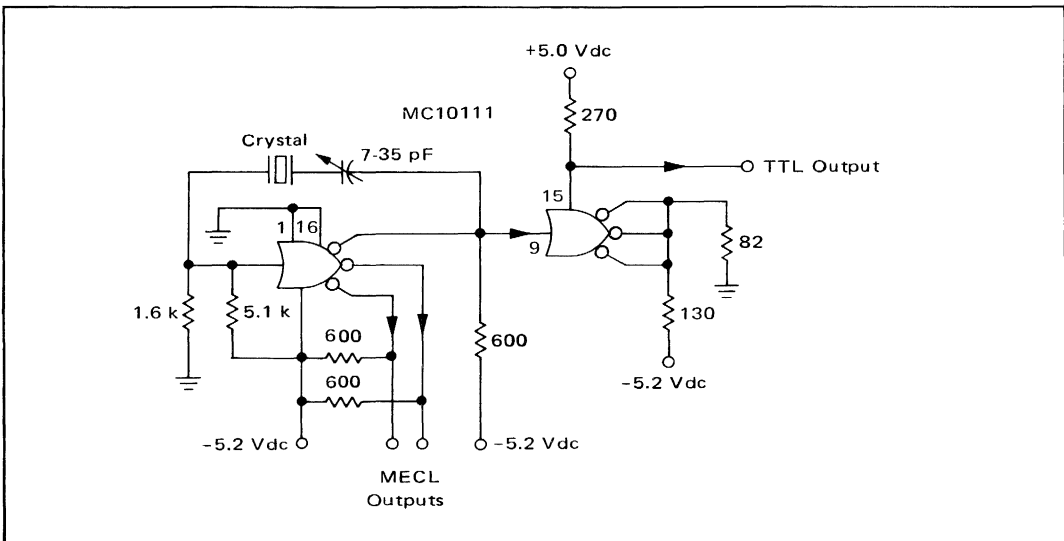 +5.0 Vdc
270
MC10111
Crystal
7-35 pF
TTL Output
15
1 16
9
82
1.6 k
5.1 k
600
600
600
130
-5.2 Vdc
-5.2 Vdc
-5.2 Vdc
MECL
Outputs